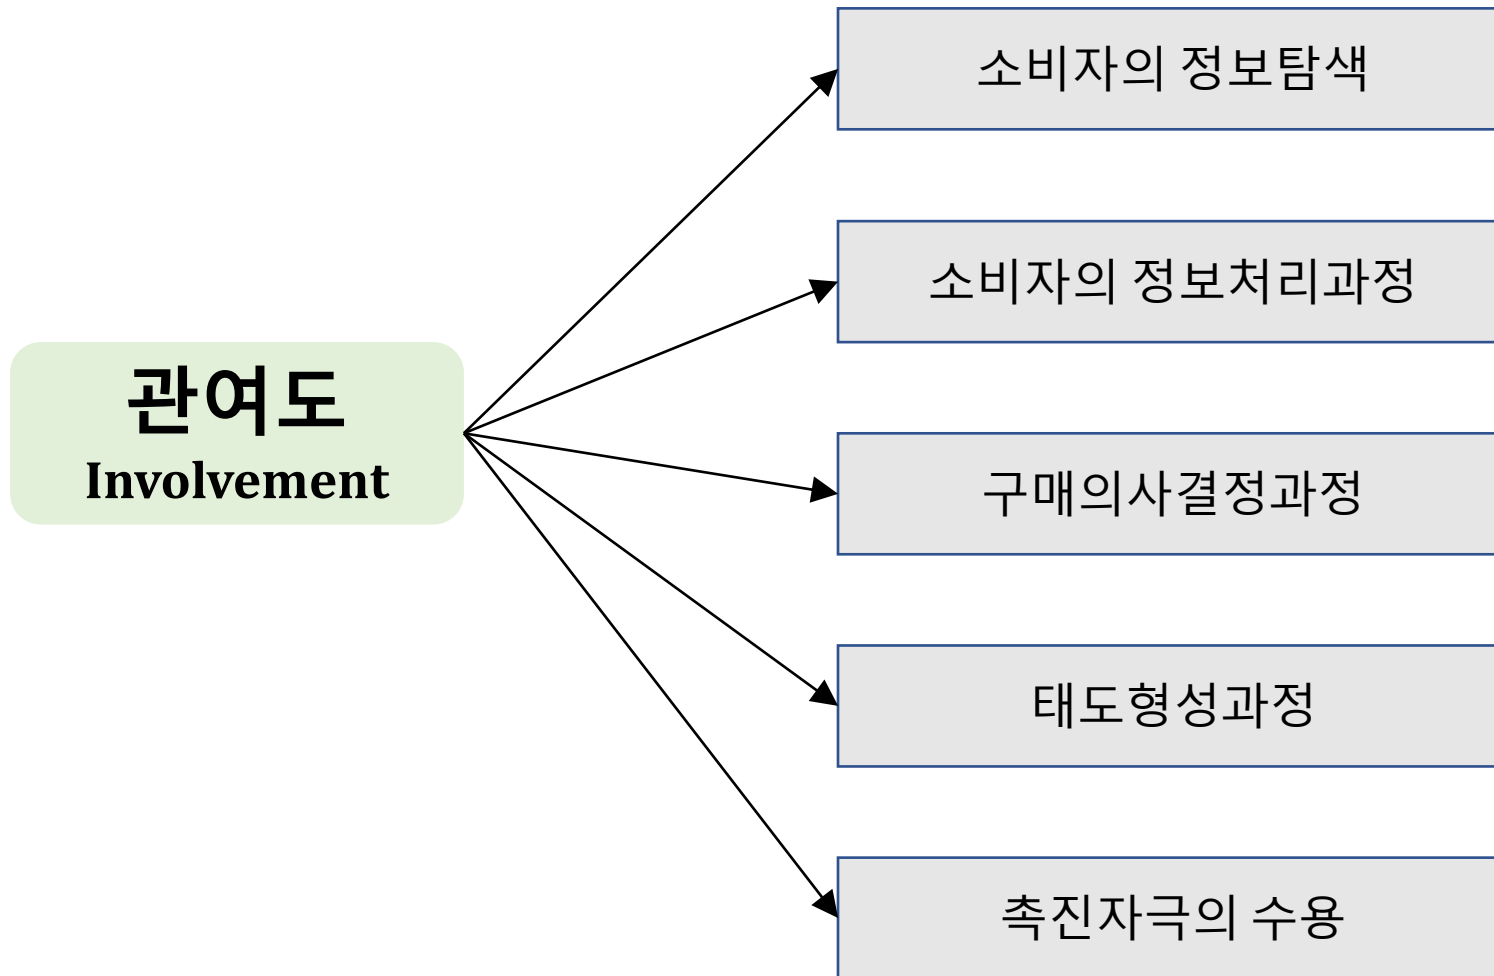 관여도
Involvement
소비자의 정보탐색
소비자의 정보처리과정
구매의사결정과정
태도형성과정
촉진자극의 수용